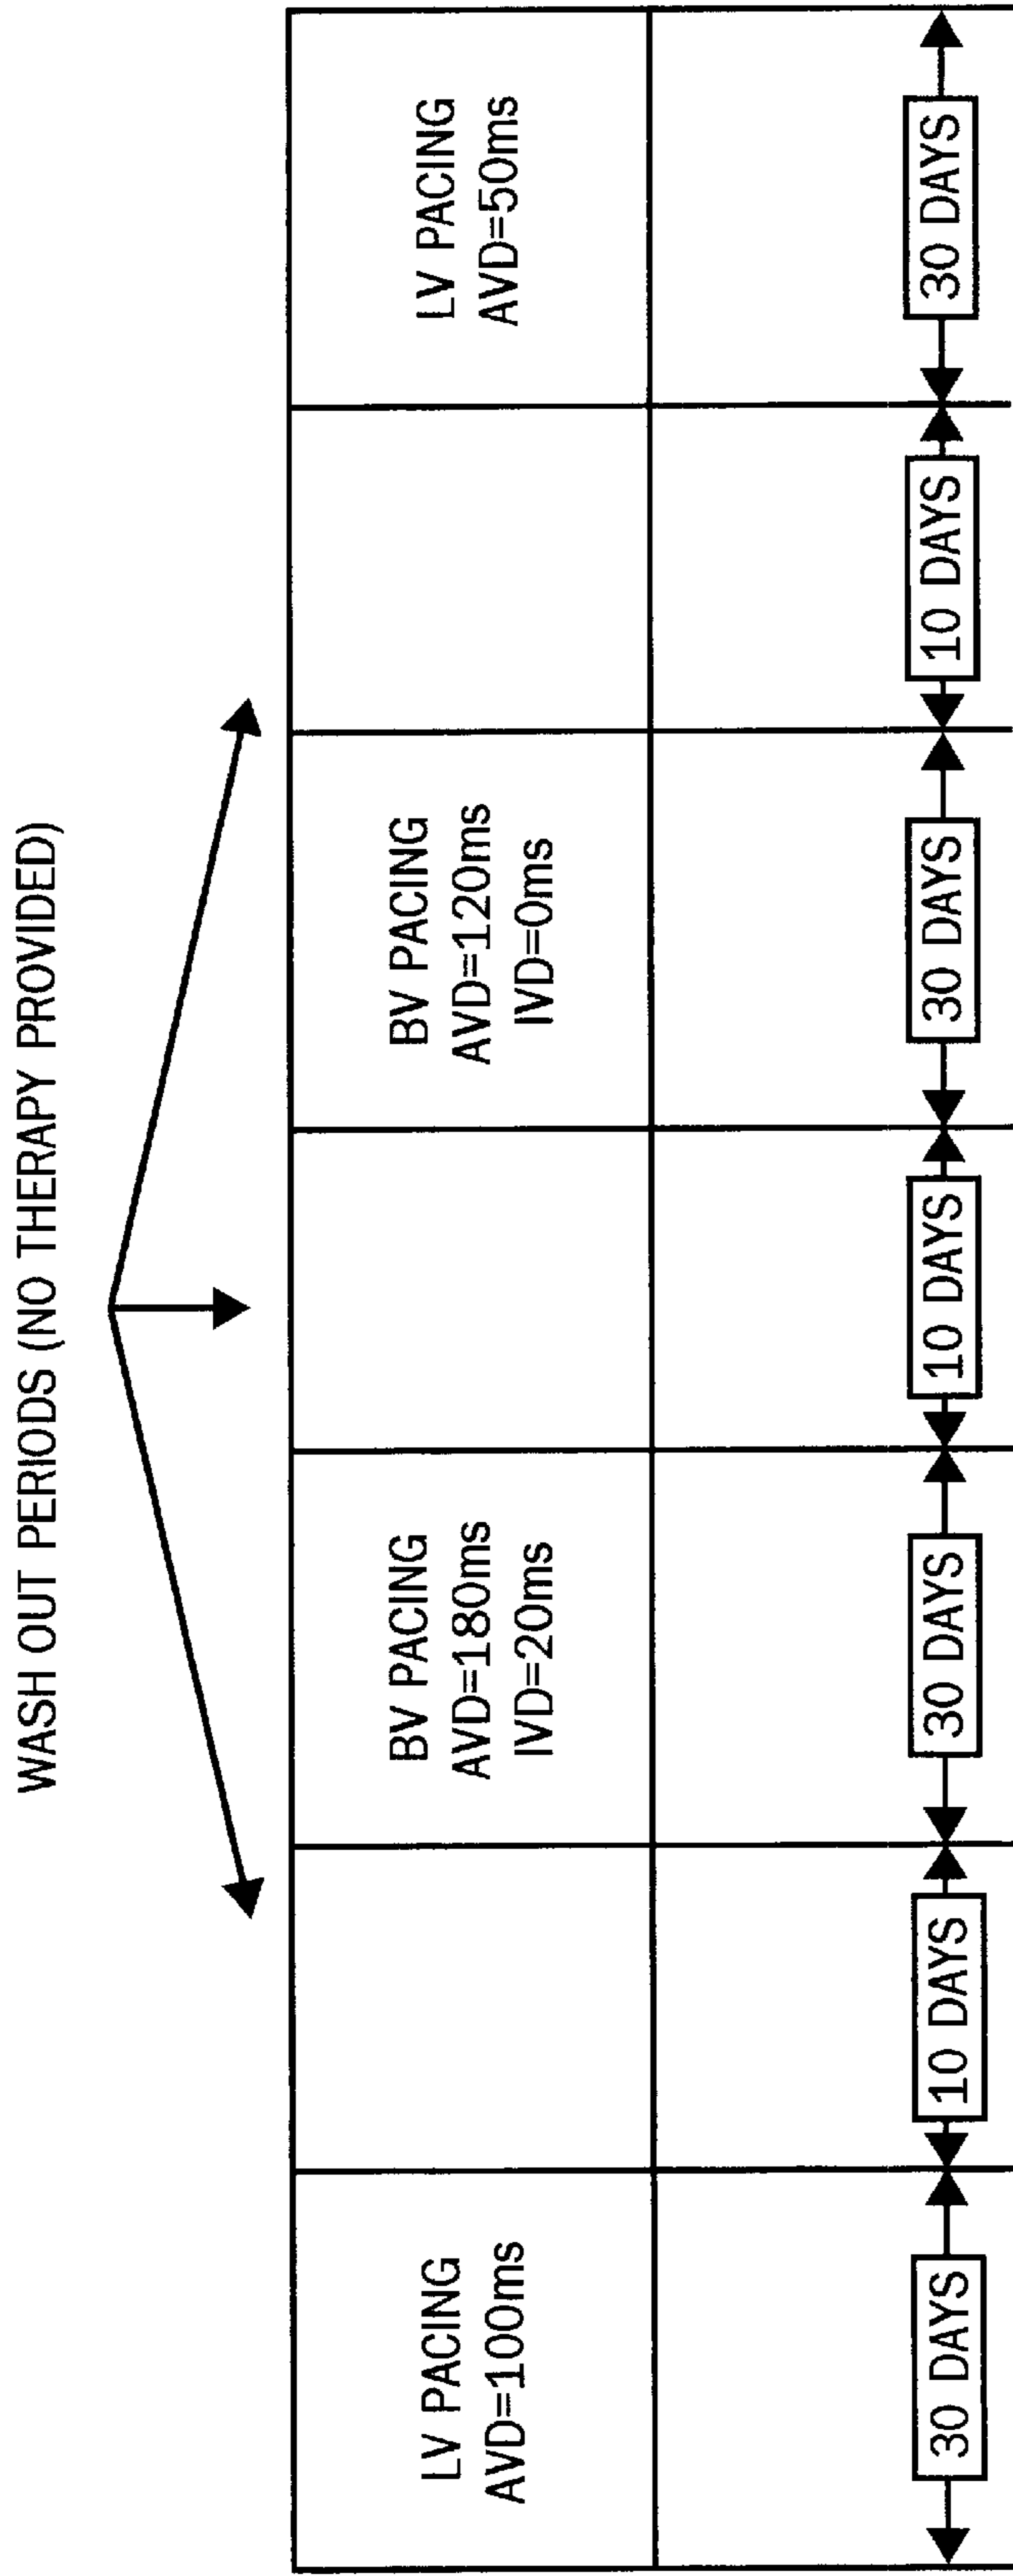 WASH OUT PERIODS (NO THERAPY PROVIDED)
LV PACING
AVD=100ms
BV PACING
AVD=180ms
IVD=20ms
BV PACING
AVD=120ms
IVD=0ms
LV PACING
AVD=50ms
30 DAYS
10 DAYS
30 DAYS
10 DAYS
30 DAYS
10 DAYS
30 DAYS